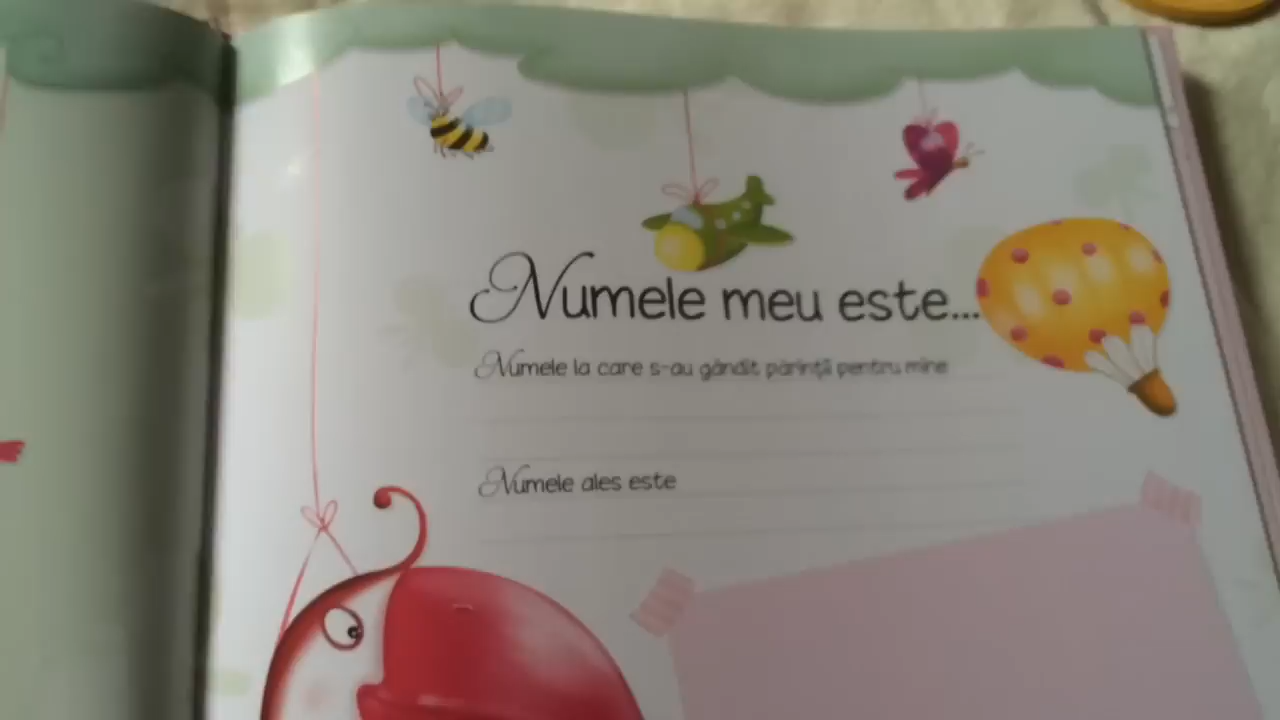 Numele meu este...
Numele la care s-au gândit părinții pentru mine
Numele ales este